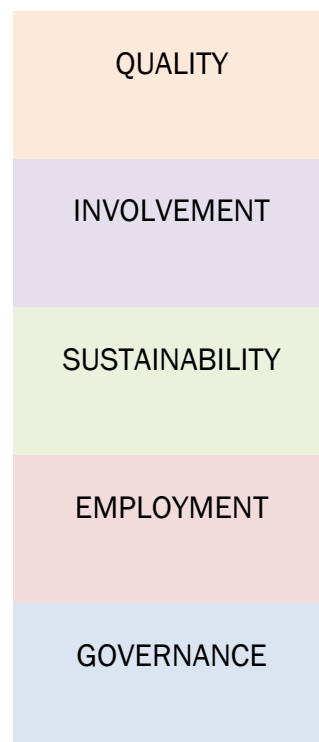 QUALITY
INVOLVEMENT
SUSTAINABILITY
EMPLOYMENT
GOVERNANCE